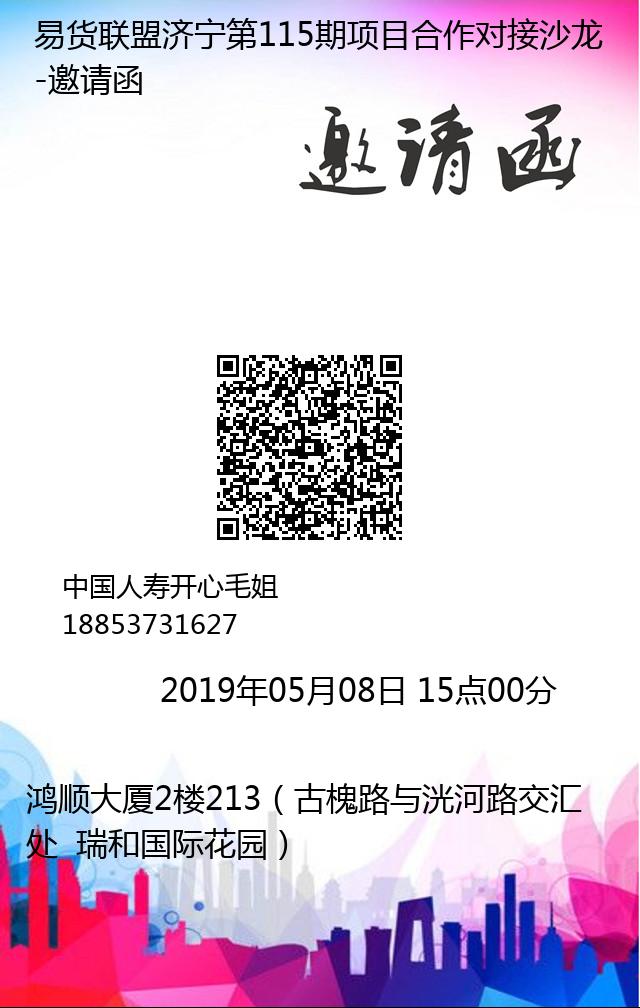 易货联盟济宁第115期项目合作对接沙龙
-邀请函
邀请函
中国人寿开心毛姐
18853731627
2019年05月08日 15点00分
鸿顺大厦2楼213（古槐路与洸河路交汇
处 瑞和国际花园）